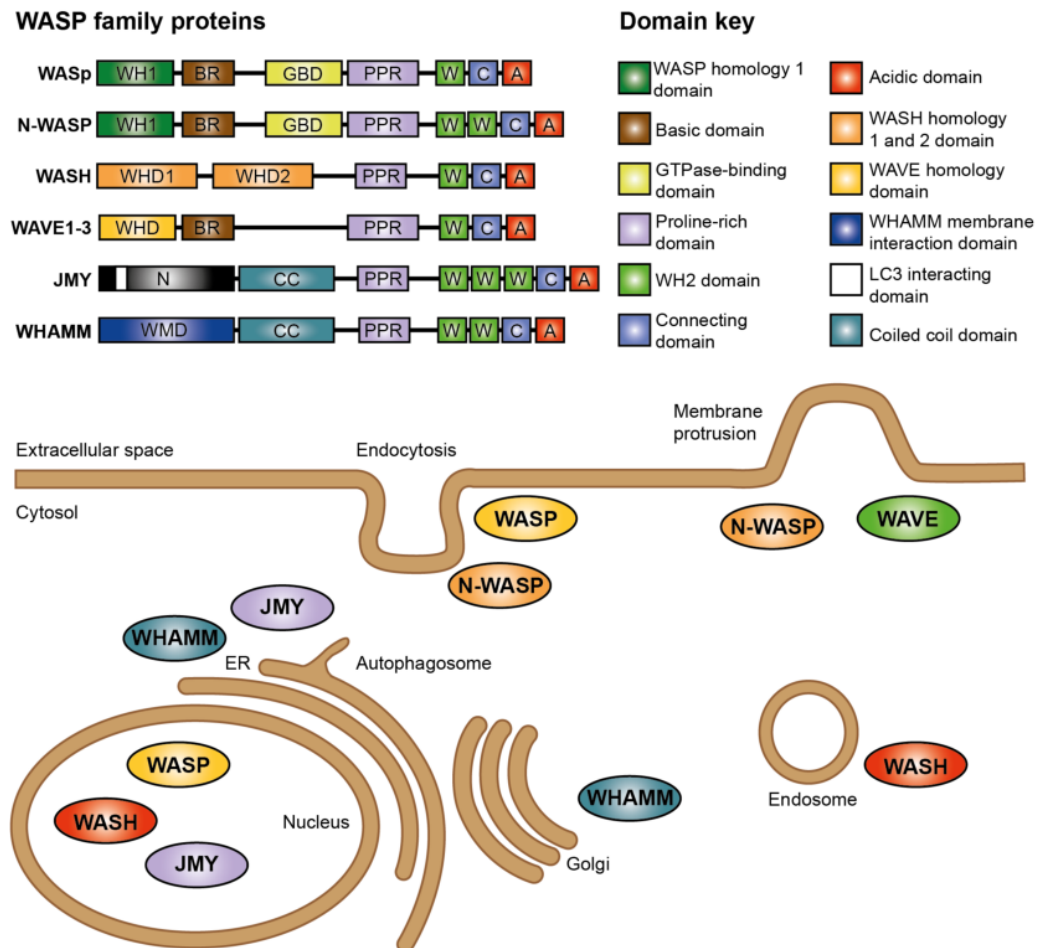 WASP family proteins
WASp WH1 BR GBD PPR W C A
N-WASP WH1 BR GBD PPR W W C A
WASH WHD1 WHD2 PPR W C A
WAVE1-3 WHD BR PPR W C A
JMY N CC PPR W W W C A
WHAMM WMD CC PPR W W C A
Domain key
WASP homology 1
domain
Basic domain
GTPase-binding
domain
Proline-rich
domain
WH2 domain
Connecting
domain
Acidic domain
WASH homology
1 and 2 domain
WAVE homology
domain
WHAMM membrane
interaction domain
LC3 interacting
domain
Coiled coil domain
Extracellular space
Endocytosis
Membrane
protrusion
Cytosol
WASP
N-WASP
N-WASP
WAVE
JMY
WHAMM
ER
Autophagosome
WASP
WASH
JMY
Nucleus
WHAMM
Golgi
WASH
Endosome